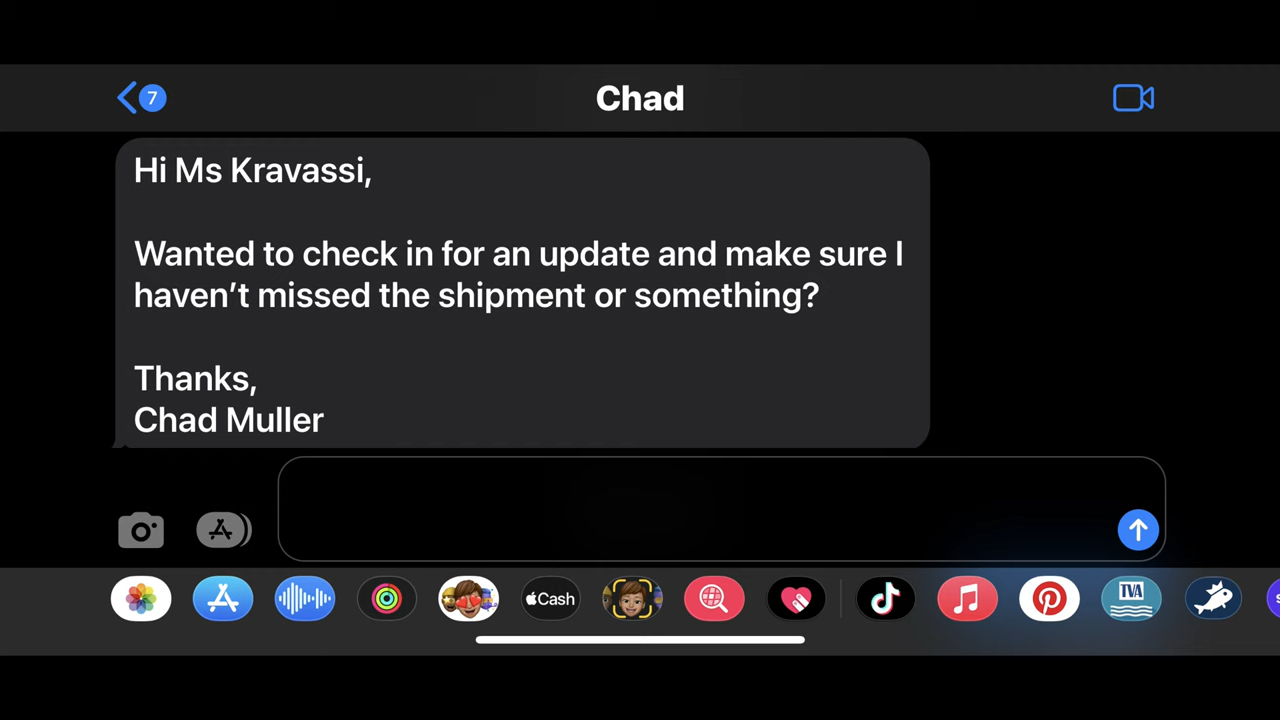 7
Chad
Hi Ms Kravassi,
Wanted to check in for an update and make sure I
haven’t missed the shipment or something?
Thanks,
Chad Muller
Cash
TVA
S